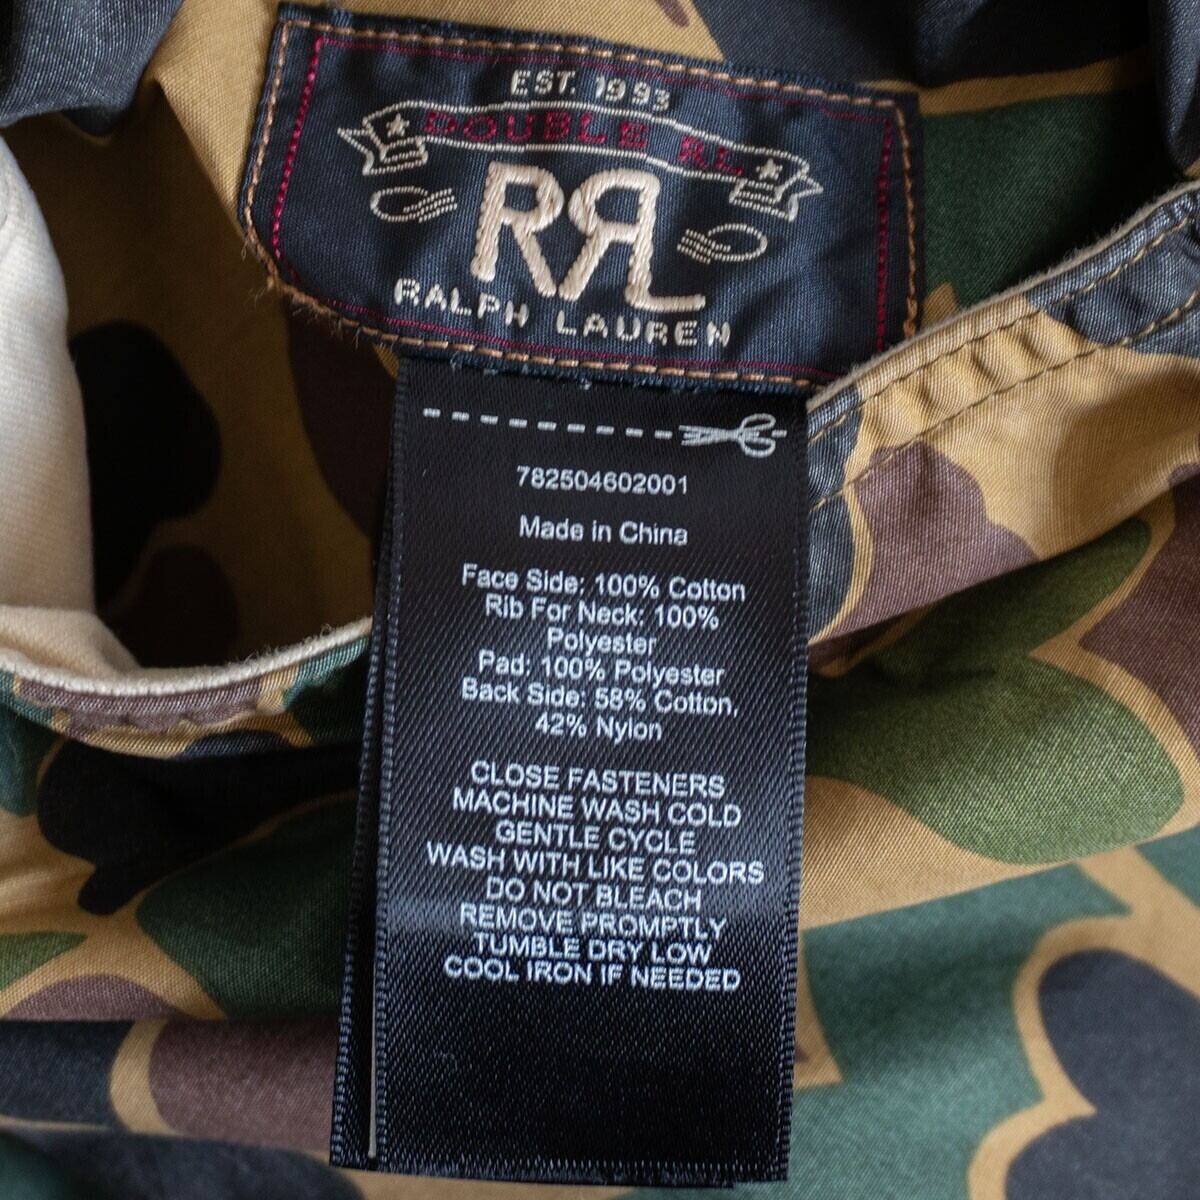 EST. 1993
DOUBLE RL
RRL
RALPH LAUREN
782504602001
Made in China
Face Side: 100% Cotton
Rib For Neck: 100%
Polyester
Pad: 100% Polyester
Back Side: 58% Cotton,
42% Nylon
CLOSE FASTENERS
MACHINE WASH COLD
GENTLE CYCLE
WASH WITH LIKE COLORS
DO NOT BLEACH
REMOVE PROMPTLY
TUMBLE DRY LOW
COOL IRON IF NEEDED